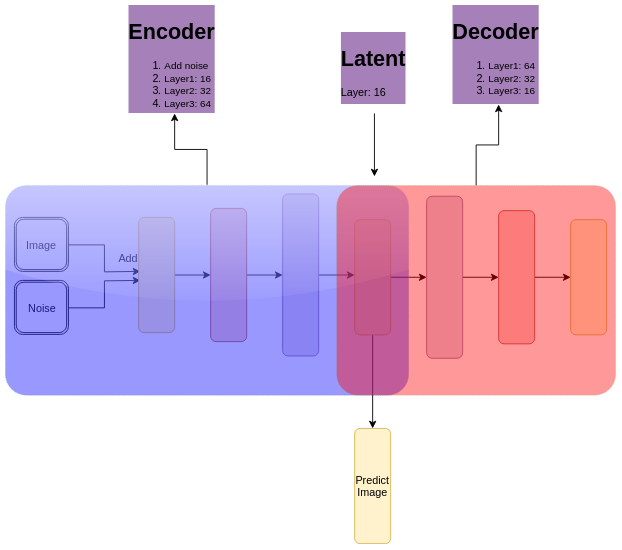 Encoder
1. Add noise
2. Layer1: 16
3. Layer2: 32
4. Layer3: 64
Latent
Layer: 16
Decoder
1. Layer1: 64
2. Layer2: 32
3. Layer3: 16
Image
Add
Noise
Predict
Image